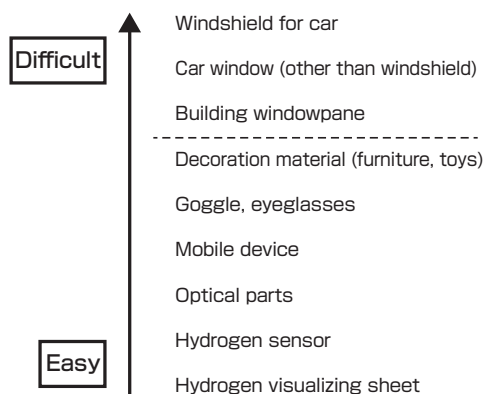 Windshield for car
Difficult
Car window (other than windshield)
Building windowpane
Decoration material (furniture, toys)
Goggle, eyeglasses
Mobile device
Optical parts
Hydrogen sensor
Easy
Hydrogen visualizing sheet